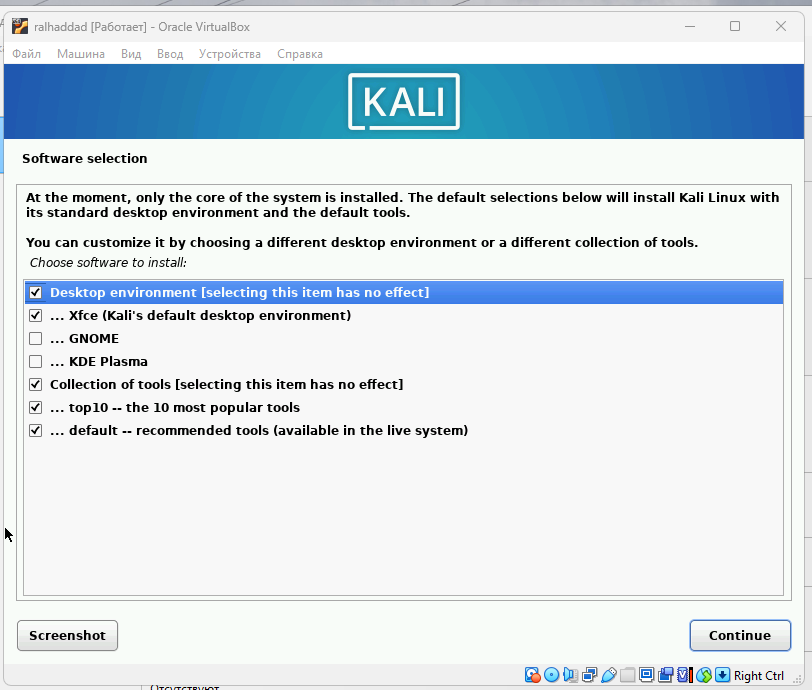 ralhaddad [Работает] - Oracle VirtualBox
Файл Машина Вид Ввод Устройства Справка
KALI
Software selection
At the moment, only the core of the system is installed. The default selections below will install Kali Linux with
its standard desktop environment and the default tools.
You can customize it by choosing a different desktop environment or a different collection of tools.
Choose software to install:
Desktop environment [selecting this item has no effect]
... Xfce (Kali's default desktop environment)
... GNOME
... KDE Plasma
Collection of tools [selecting this item has no effect]
... top10 -- the 10 most popular tools
... default -- recommended tools (available in the live system)
Screenshot
Continue
Right Ctrl
Отсутствуют